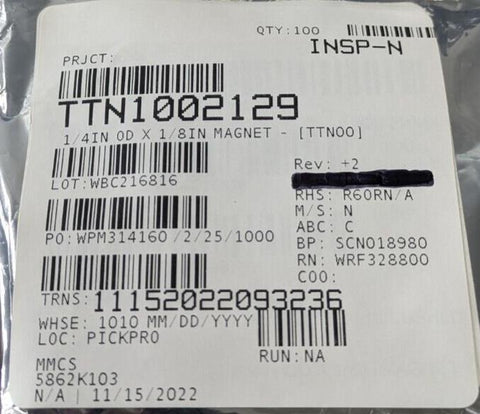 QTY:100
INSP-N
PRJCT:
TTN1002129
1/4IN OD X 1/8IN MAGNET - [TTN00]
LOT:WBC216816
Rev: +2
RHS: R60RN/A
M/S: N
ABC: C
BP: SCN018980
RN: WRF328800
COO:
PO:WPM314160 /2/25/1000
TRNS:11152022093236
WHSE: 1010 MM/DD/YYYY
LOC: PICKPRO
RUN: NA
MMCS
5862K103
N/A | 11/15/2022